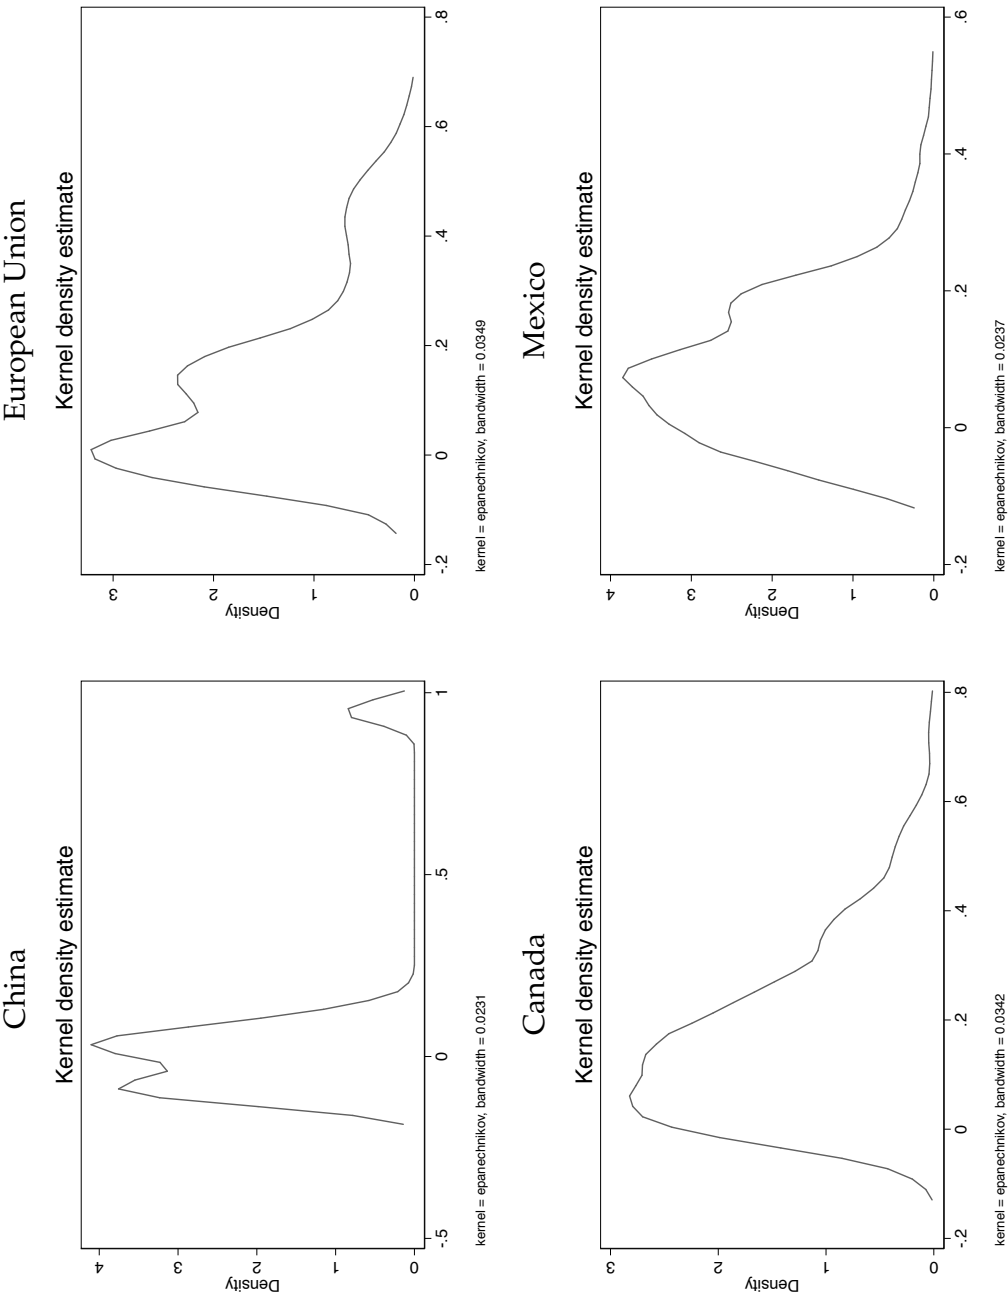 China
Kernel density estimate
Density
0
1
2
3
4
-.5
0
.5
1
kernel = epanechnikov, bandwidth = 0.0231
European Union
Kernel density estimate
Density
0
1
2
3
-.2
0
.2
.4
.6
.8
kernel = epanechnikov, bandwidth = 0.0349
Canada
Kernel density estimate
Density
0
1
2
3
-.2
0
.2
.4
.6
.8
kernel = epanechnikov, bandwidth = 0.0342
Mexico
Kernel density estimate
Density
0
1
2
3
4
-.2
0
.2
.4
.6
kernel = epanechnikov, bandwidth = 0.0237